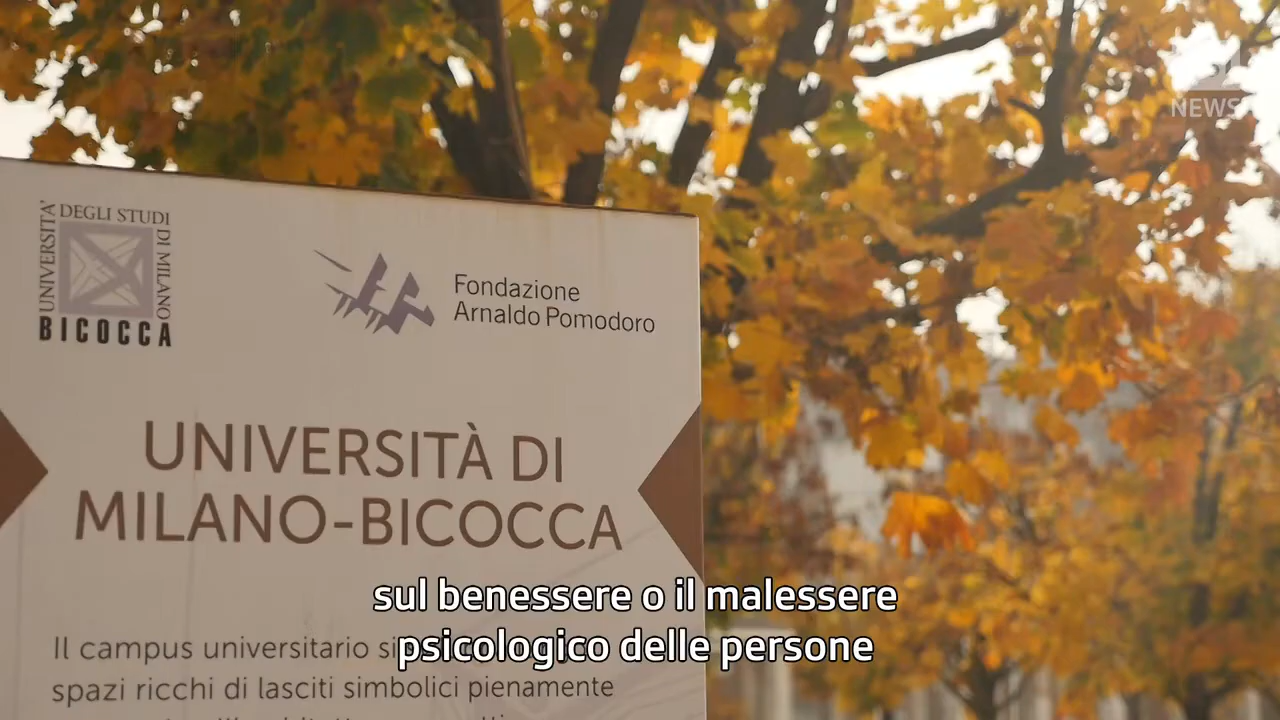 NEWS
UNIVERSITA' DEGLI STUDI DI MILANO
BICOCCA
Fondazione
Arnaldo Pomodoro
UNIVERSITÀ DI
MILANO-BICOCCA
Il campus universitario
spazi ricchi di lasciti simbolici pienamente
sul benessere o il malessere
psicologico delle persone